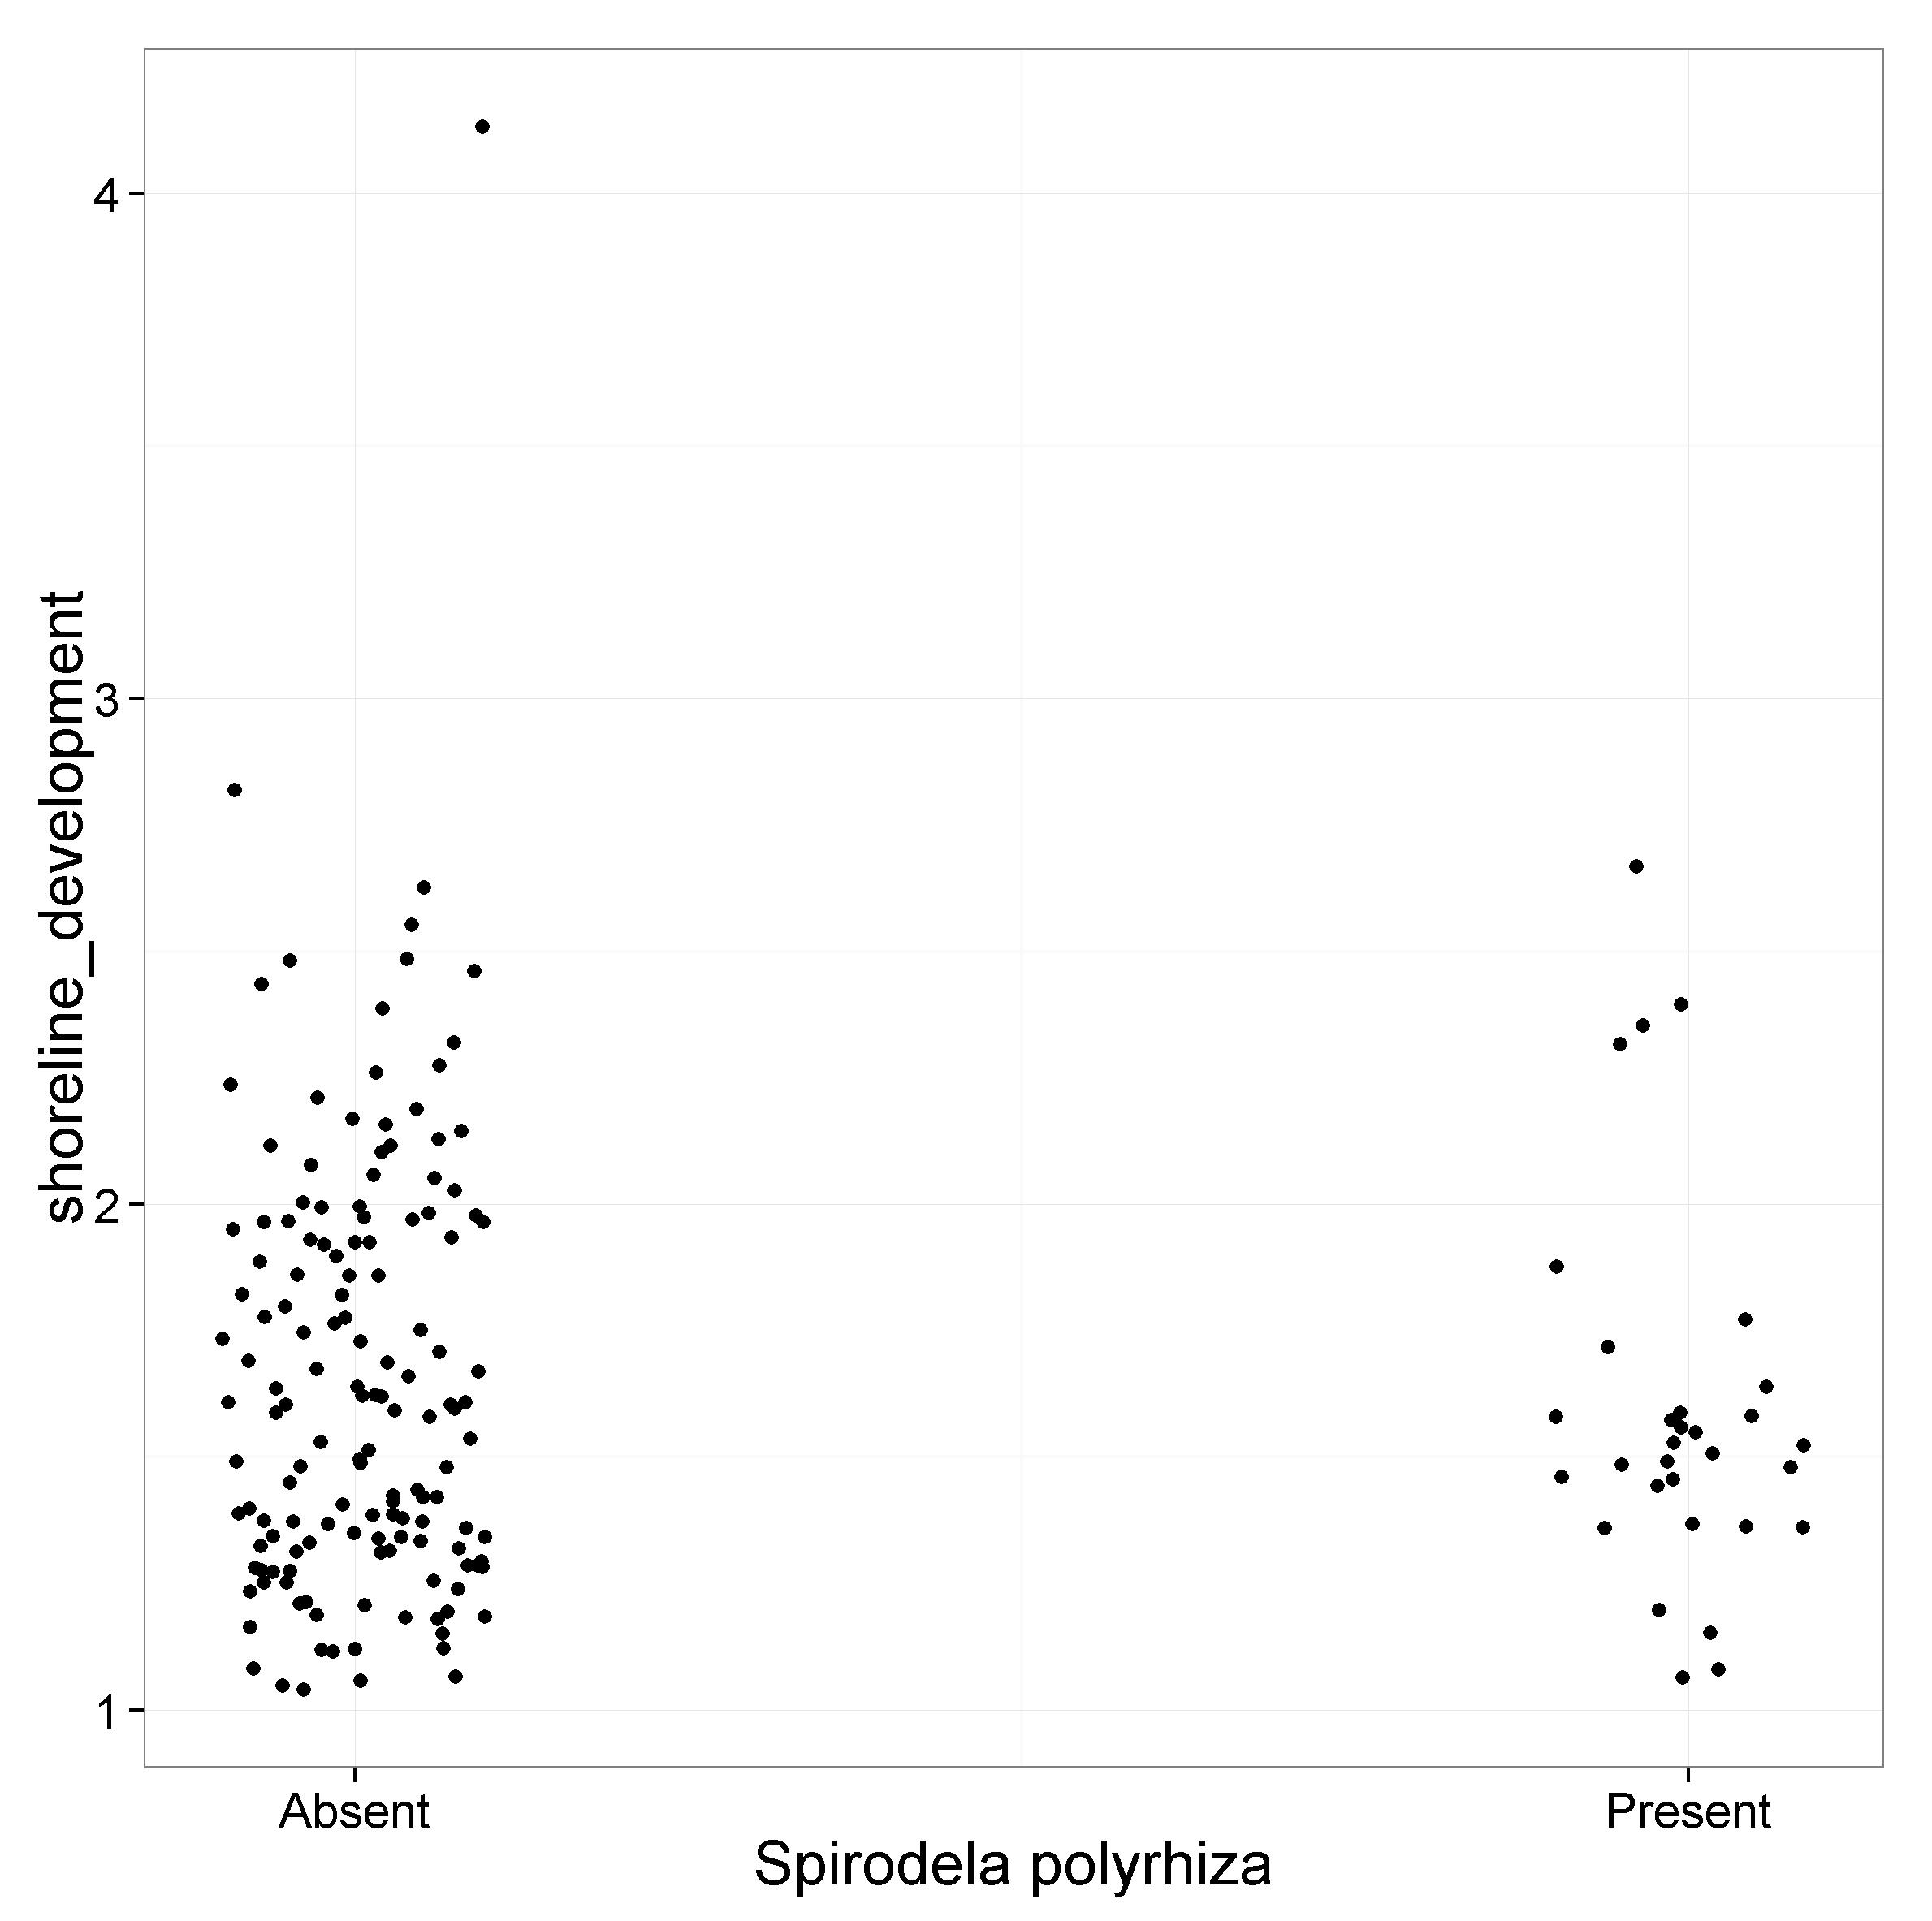 shoreline_development
4
3
2
1
Absent
Present
Spirodela polyrhiza